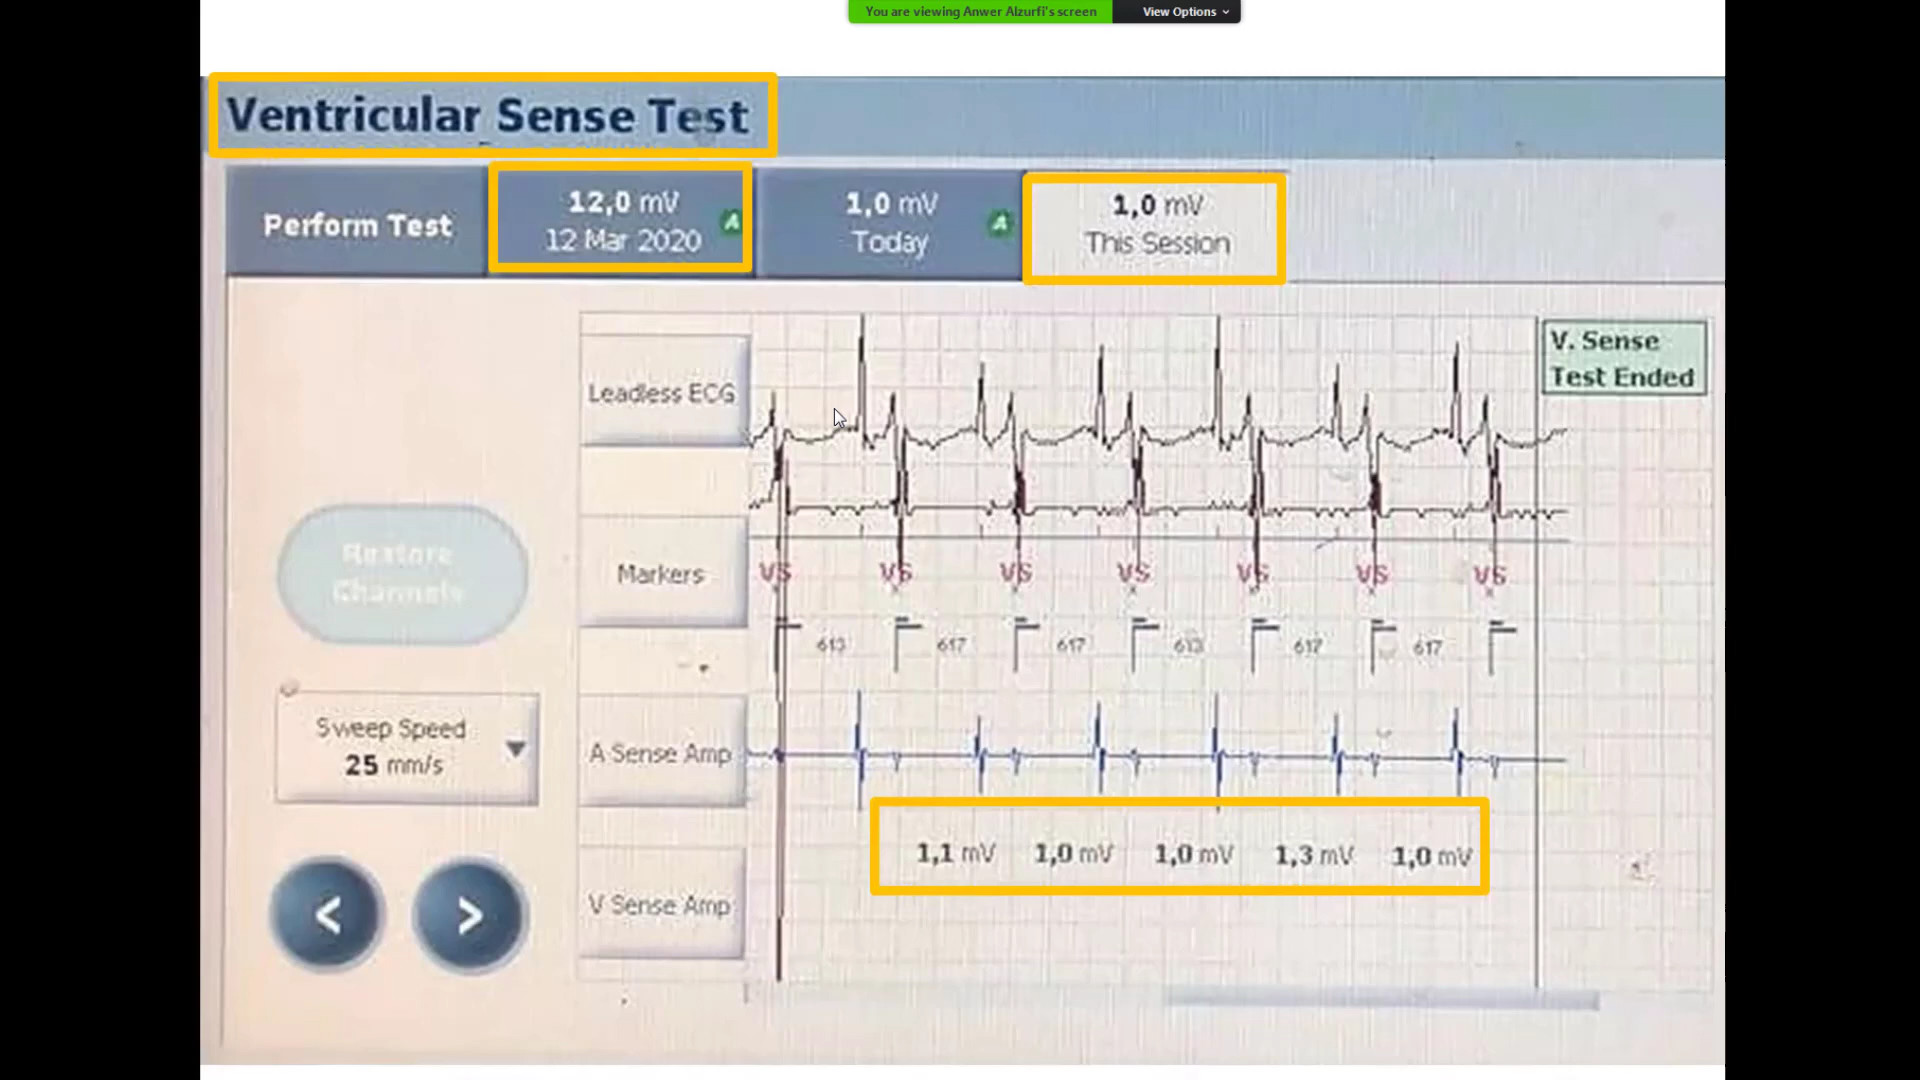 You are viewing Anwer Alzurfi's screen View Options
Ventricular Sense Test
Perform Test
12,0 mV
12 Mar 2020
A
1,0 mV
Today
A
1,0 mV
This Session
V. Sense
Test Ended
Leadless ECG
Restore
Channels
Markers
VS VS VS VS VS VS VS
613 617 617 613 617 617
Sweep Speed
25 mm/s
A Sense Amp
1,1 mV 1,0 mV 1,0 mV 1,3 mV 1,0 mV
< >
V Sense Amp